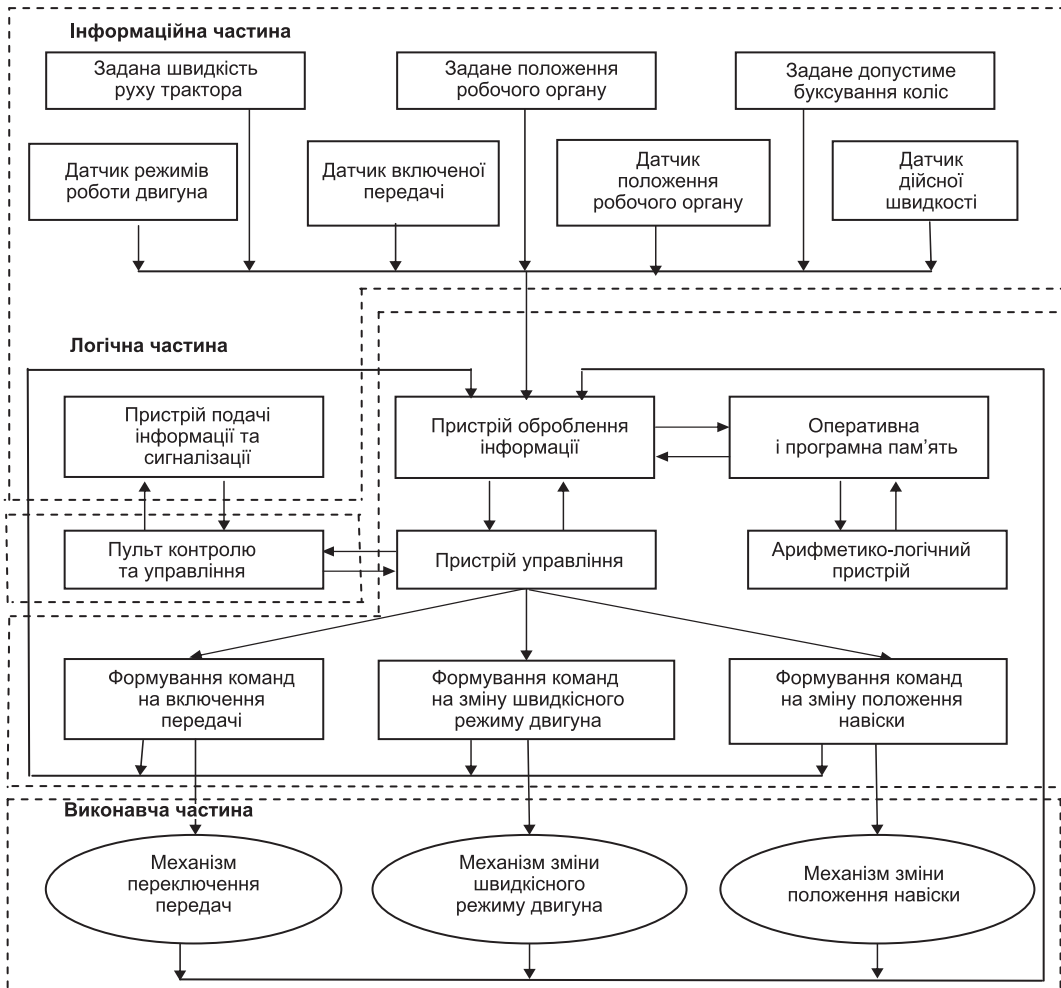 Інформаційна частина
Задана швидкість
руху трактора
Задане положення
робочого органу
Задане допустиме
буксування коліс
Датчик режимів
роботи двигуна
Датчик включеної
передачі
Датчик
положення
робочого органу
Датчик
дійсної
швидкості
Логічна частина
Пристрій подачі
інформації та
сигналізації
Пристрій оброблення
інформації
Оперативна
і програмна пам’ять
Пульт контролю
та управління
Пристрій управління
Арифметико-логічний
пристрій
Формування команд
на включення
передачі
Формування команд
на зміну швидкісного
режиму двигуна
Формування команд
на зміну положення
навіски
Виконавча частина
Механізм
переключення
передач
Механізм зміни
швидкісного
режиму двигуна
Механізм зміни
положення навіски